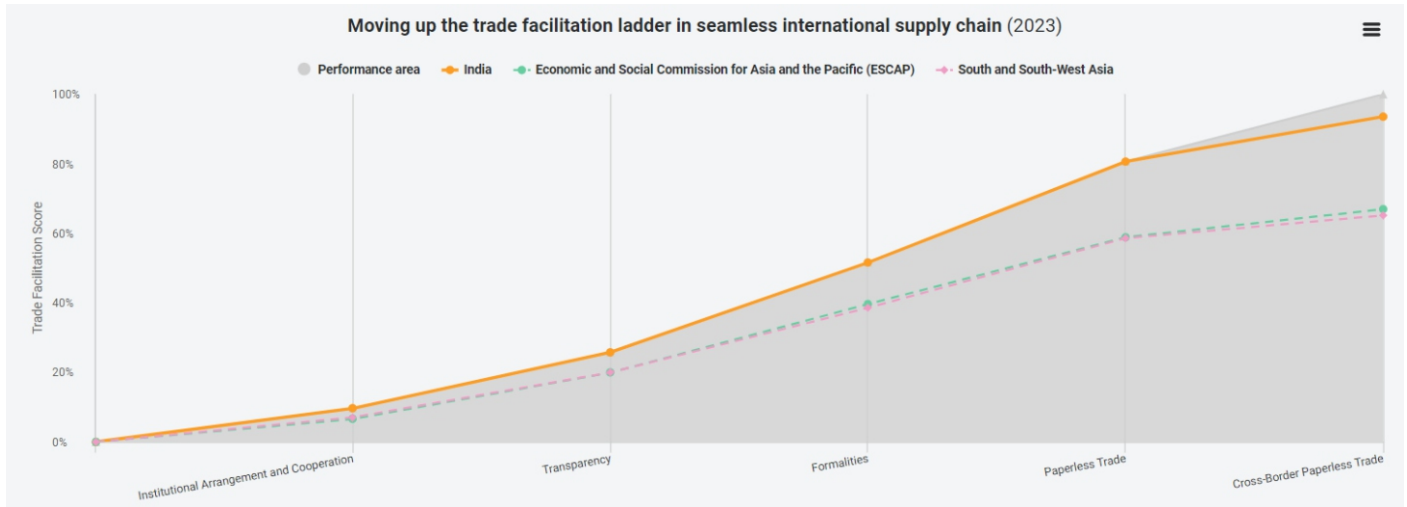 Moving up the trade facilitation ladder in seamless international supply chain (2023)
Performance area India Economic and Social Commission for Asia and the Pacific (ESCAP) South and South-West Asia
100%
80%
60%
40%
20%
0%
Trade Facilitation Score
Institutional Arrangement and Cooperation
Transparency
Formalities
Paperless Trade
Cross-Border Paperless Trade